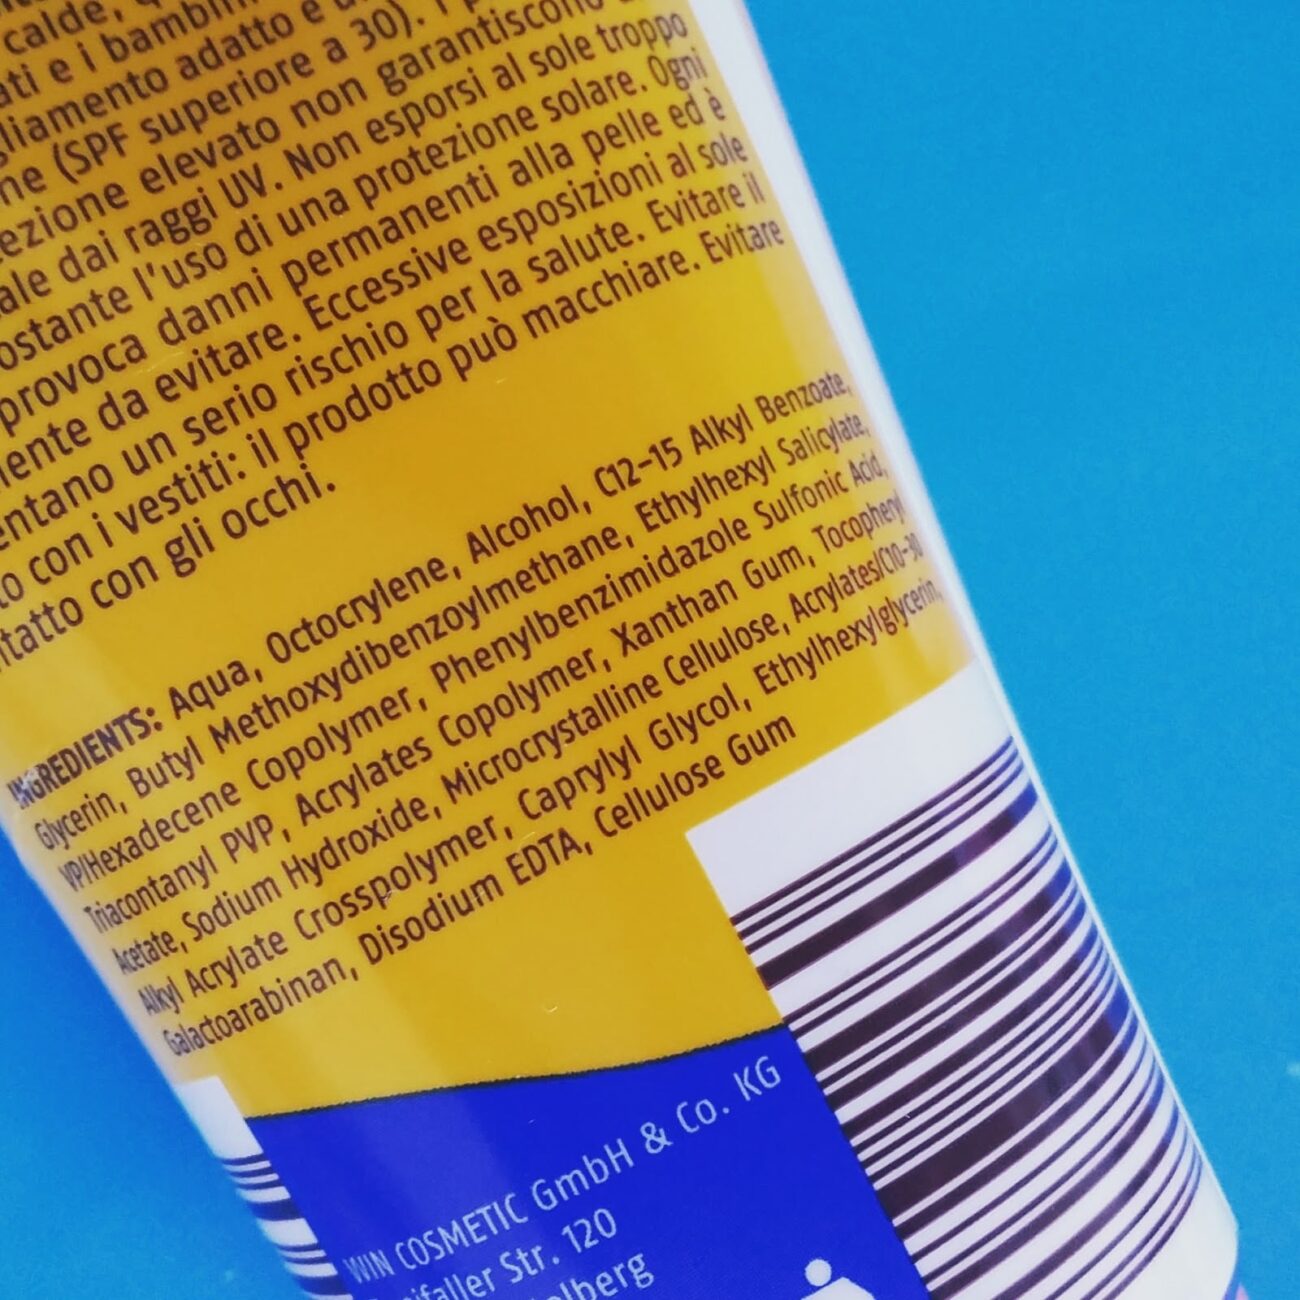 calde,
ati e i bambini
gliamento adatto e
ne (SPF superiore a 30). I
ezione elevato non garantiscono
ale dai raggi UV. Non esporsi al sole troppo
ostante l'uso di una protezione solare. Ogni
provoca danni permanenti alla pelle ed è
ente da evitare. Eccessive esposizioni al sole
entano un serio rischio per la salute. Evitare il
to con i vestiti: il prodotto può macchiare. Evitare
ntatto con gli occhi.
INGREDIENTS: Aqua, Octocrylene, Alcohol, C12-15 Alkyl Benzoate,
Glycerin, Butyl Methoxydibenzoylmethane, Ethylhexyl Salicylate,
VP/Hexadecene Copolymer, Phenylbenzimidazole Sulfonic Acid,
Triacontanyl PVP, Acrylates Copolymer, Xanthan Gum, Tocopheryl
Acetate, Sodium Hydroxide, Microcrystalline Cellulose, Acrylates/C10-30
Alkyl Acrylate Crosspolymer, Caprylyl Glycol, Ethylhexylglycerin,
Galactoarabinan, Disodium EDTA, Cellulose Gum
WIN COSMETIC GmbH & Co. KG
ifaller Str. 120
elberg